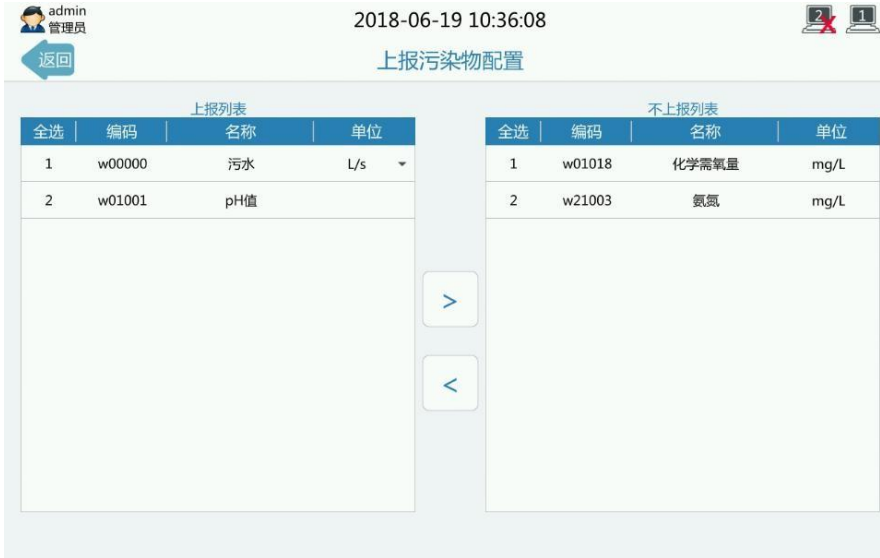 admin
管理员
2018-06-19 10:36:08
2 1
返回
上报污染物配置
上报列表
全选 编码 名称 单位
1 w00000 污水 L/s
2 w01001 pH值
不上报列表
全选 编码 名称 单位
1 w01018 化学需氧量 mg/L
2 w21003 氨氮 mg/L
>
<